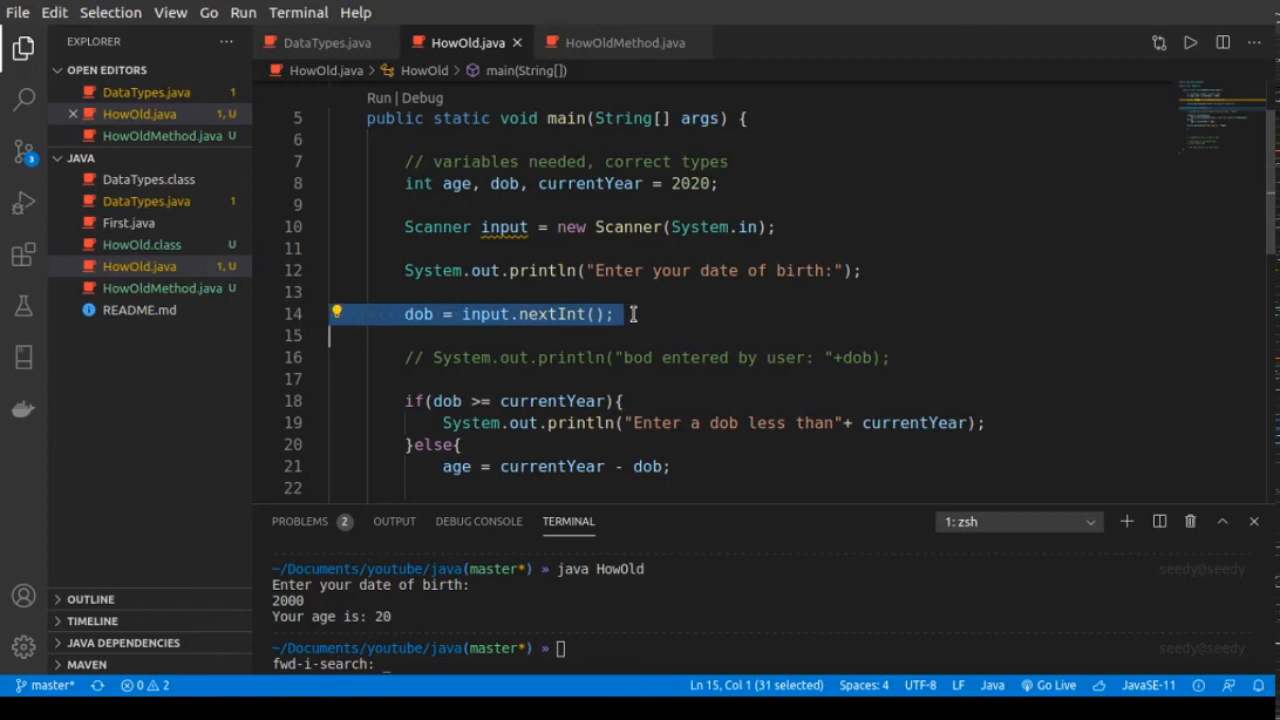 File Edit Selection View Go Run Terminal Help
EXPLORER
OPEN EDITORS
DataTypes.java 1
HowOld.java 1, U
HowOldMethod.java U
JAVA
DataTypes.class
DataTypes.java 1
First.java
HowOld.class U
HowOld.java 1, U
HowOldMethod.java U
README.md
OUTLINE
TIMELINE
JAVA DEPENDENCIES
MAVEN
3
DataTypes.java HowOld.java HowOldMethod.java
HowOld.java > HowOld > main(String[])
Run | Debug
5 public static void main(String[] args) {
6
7 // variables needed, correct types
8 int age, dob, currentYear = 2020;
9
10 Scanner input = new Scanner(System.in);
11
12 System.out.println("Enter your date of birth:");
13
14 dob = input.nextInt();
15
16 // System.out.println("bod entered by user: "+dob);
17
18 if(dob >= currentYear){
19 System.out.println("Enter a dob less than"+ currentYear);
20 }else{
21 age = currentYear - dob;
22
PROBLEMS 2 OUTPUT DEBUG CONSOLE TERMINAL 1: zsh
~/Documents/youtube/java(master*) » java HowOld seedy@seedy
Enter your date of birth:
2000
Your age is: 20
~/Documents/youtube/java(master*) » seedy@seedy
fwd-i-search: _
master* 0 2 Ln 15, Col 1 (31 selected) Spaces: 4 UTF-8 LF Java Go Live JavaSE-11